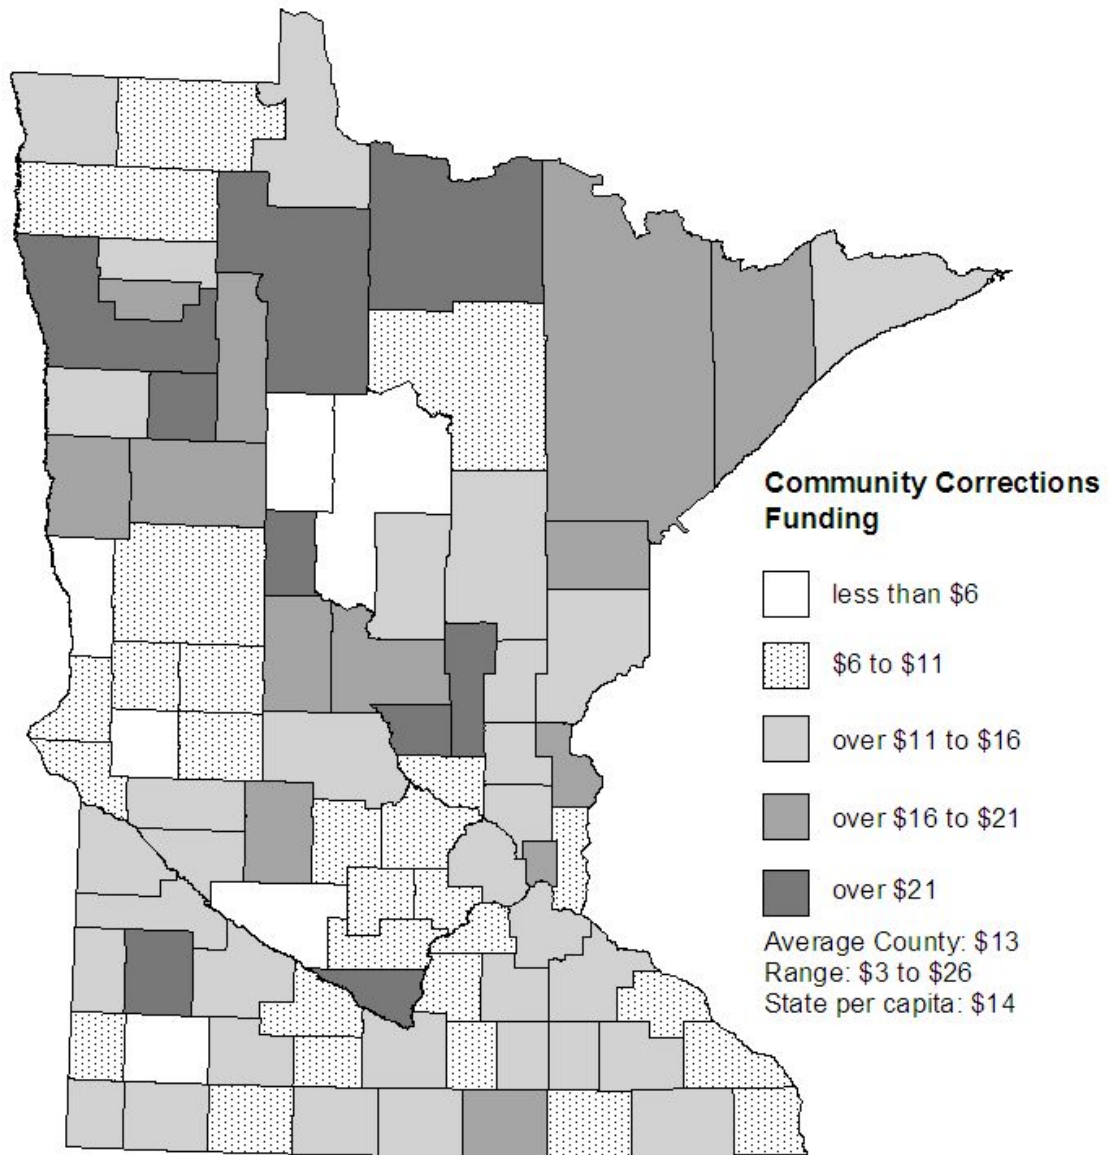 Community Corrections
Funding
less than $6
$6 to $11
over $11 to $16
over $16 to $21
over $21
Average County: $13
Range: $3 to $26
State per capita: $14